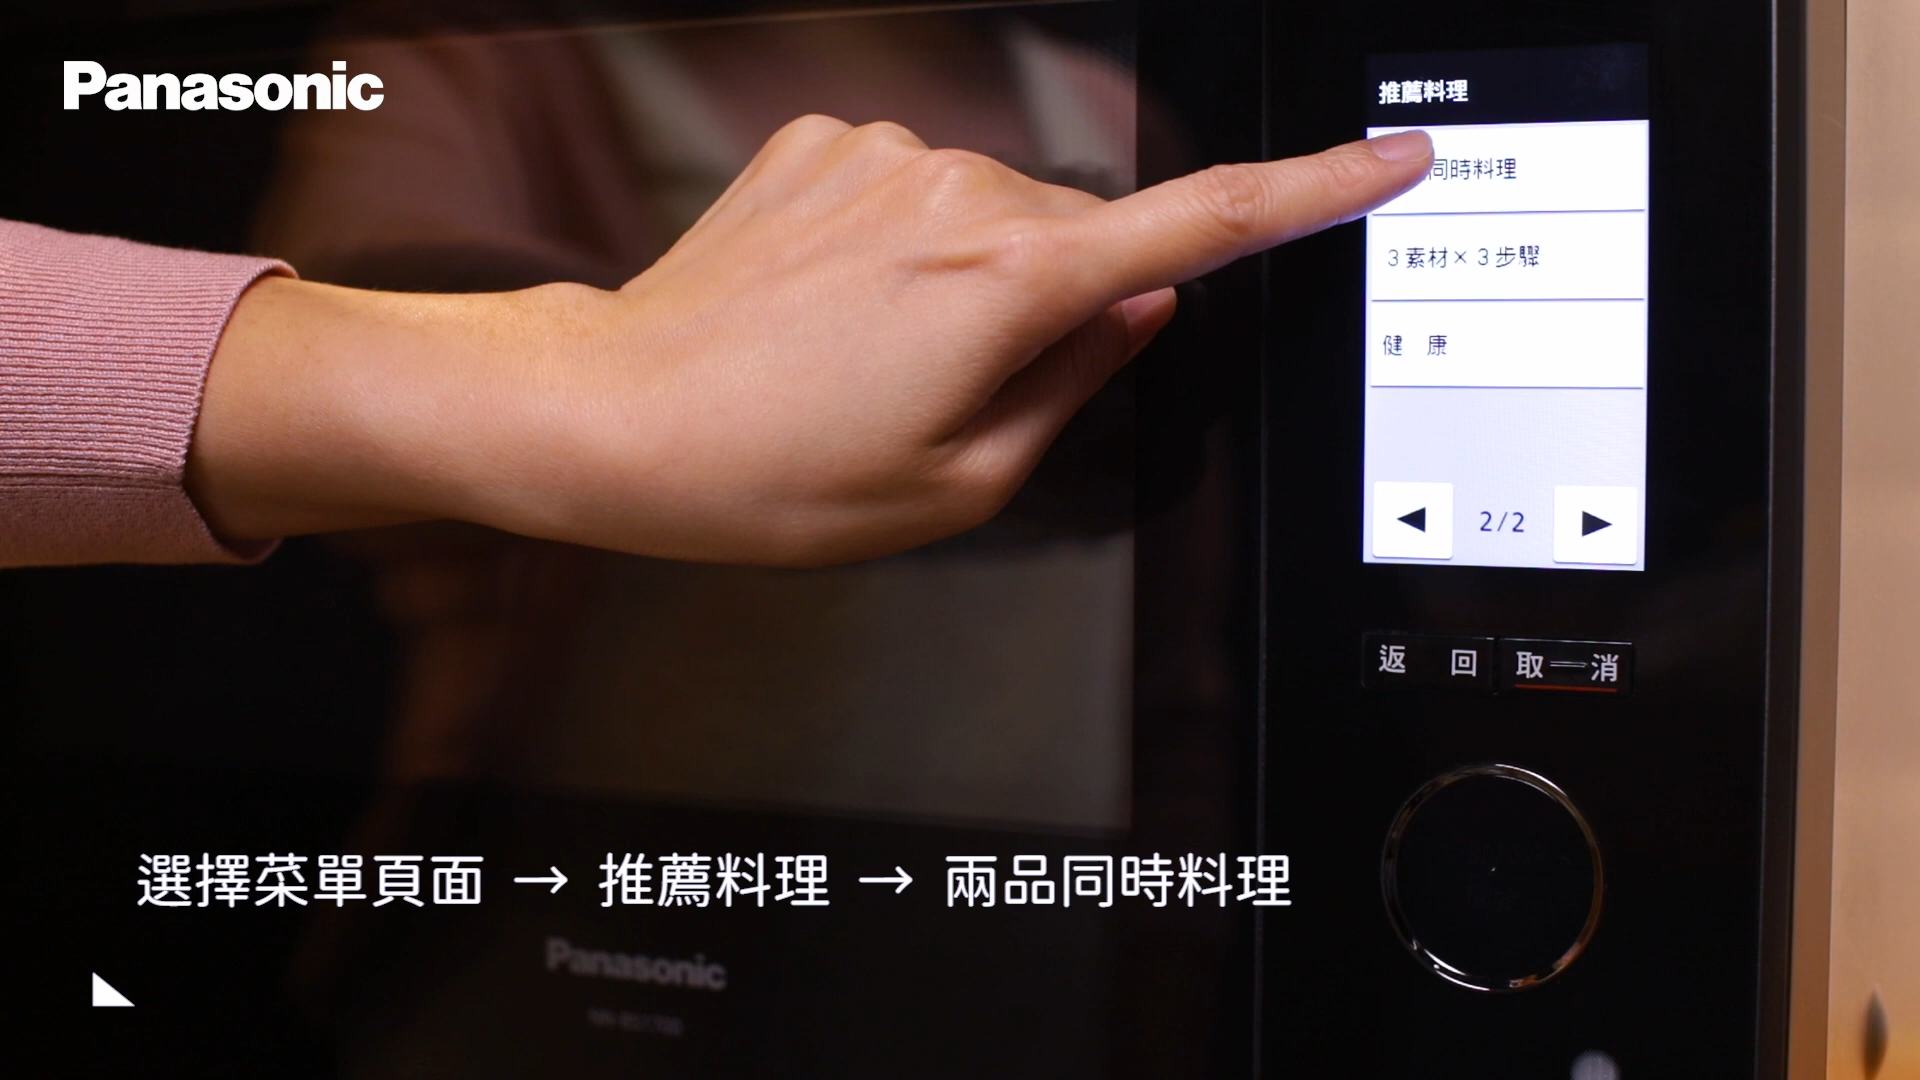 Panasonic
推薦料理
同時料理
3素材×3步驟
健 康
◀ 2/2 ▶
返 回 取消
選擇菜單頁面 → 推薦料理 → 兩品同時料理
Panasonic